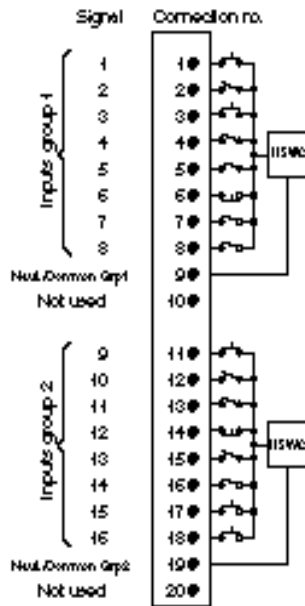 Signal Connection no.
Inputs group 1
1 1
2 2
3 3
4 4
5 5
6 6
7 7
8 8
Neut./Common Grp1 9
Not used 10
Inputs group 2
9 11
10 12
11 13
12 14
13 15
14 16
15 17
16 18
Neut./Common Grp2 19
Not used 20